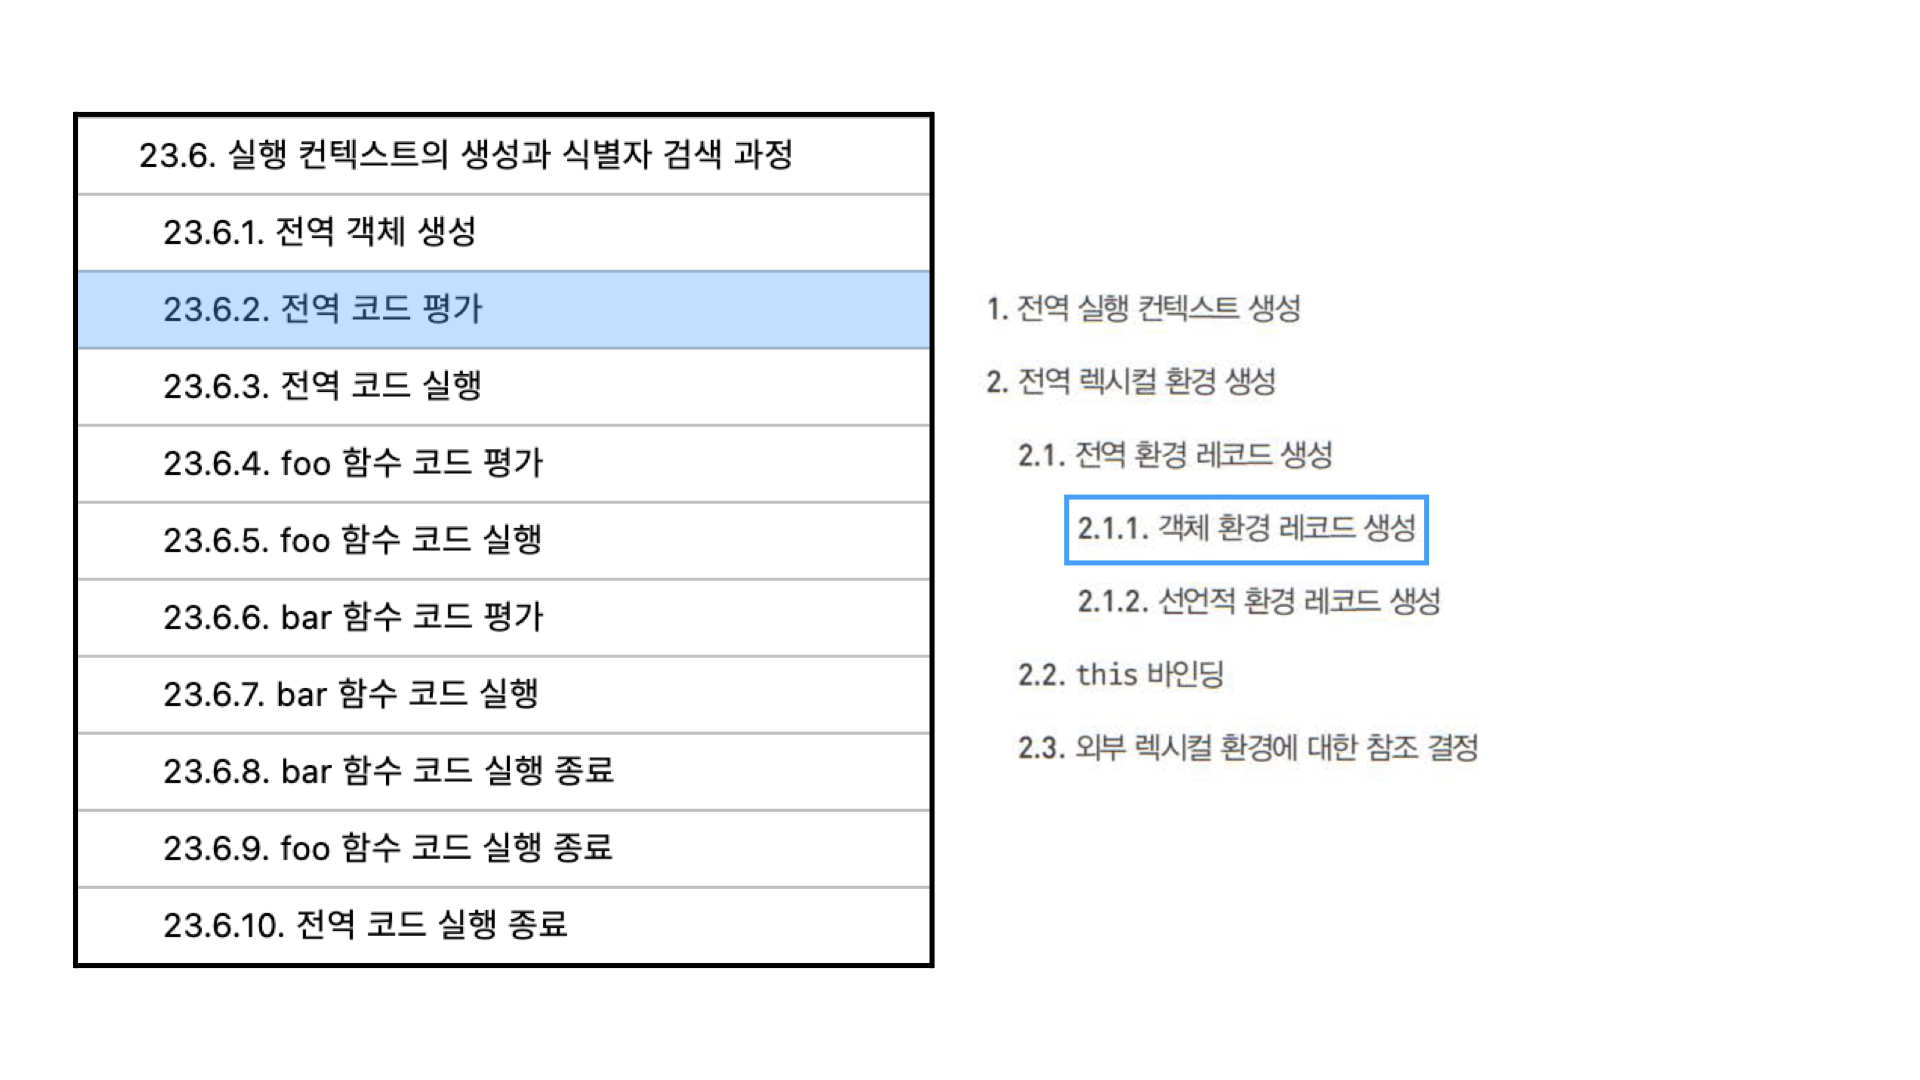 23.6. 실행 컨텍스트의 생성과 식별자 검색 과정
23.6.1. 전역 객체 생성
23.6.2. 전역 코드 평가
23.6.3. 전역 코드 실행
23.6.4. foo 함수 코드 평가
23.6.5. foo 함수 코드 실행
23.6.6. bar 함수 코드 평가
23.6.7. bar 함수 코드 실행
23.6.8. bar 함수 코드 실행 종료
23.6.9. foo 함수 코드 실행 종료
23.6.10. 전역 코드 실행 종료
1. 전역 실행 컨텍스트 생성
2. 전역 렉시컬 환경 생성
2.1. 전역 환경 레코드 생성
2.1.1. 객체 환경 레코드 생성
2.1.2. 선언적 환경 레코드 생성
2.2. this 바인딩
2.3. 외부 렉시컬 환경에 대한 참조 결정